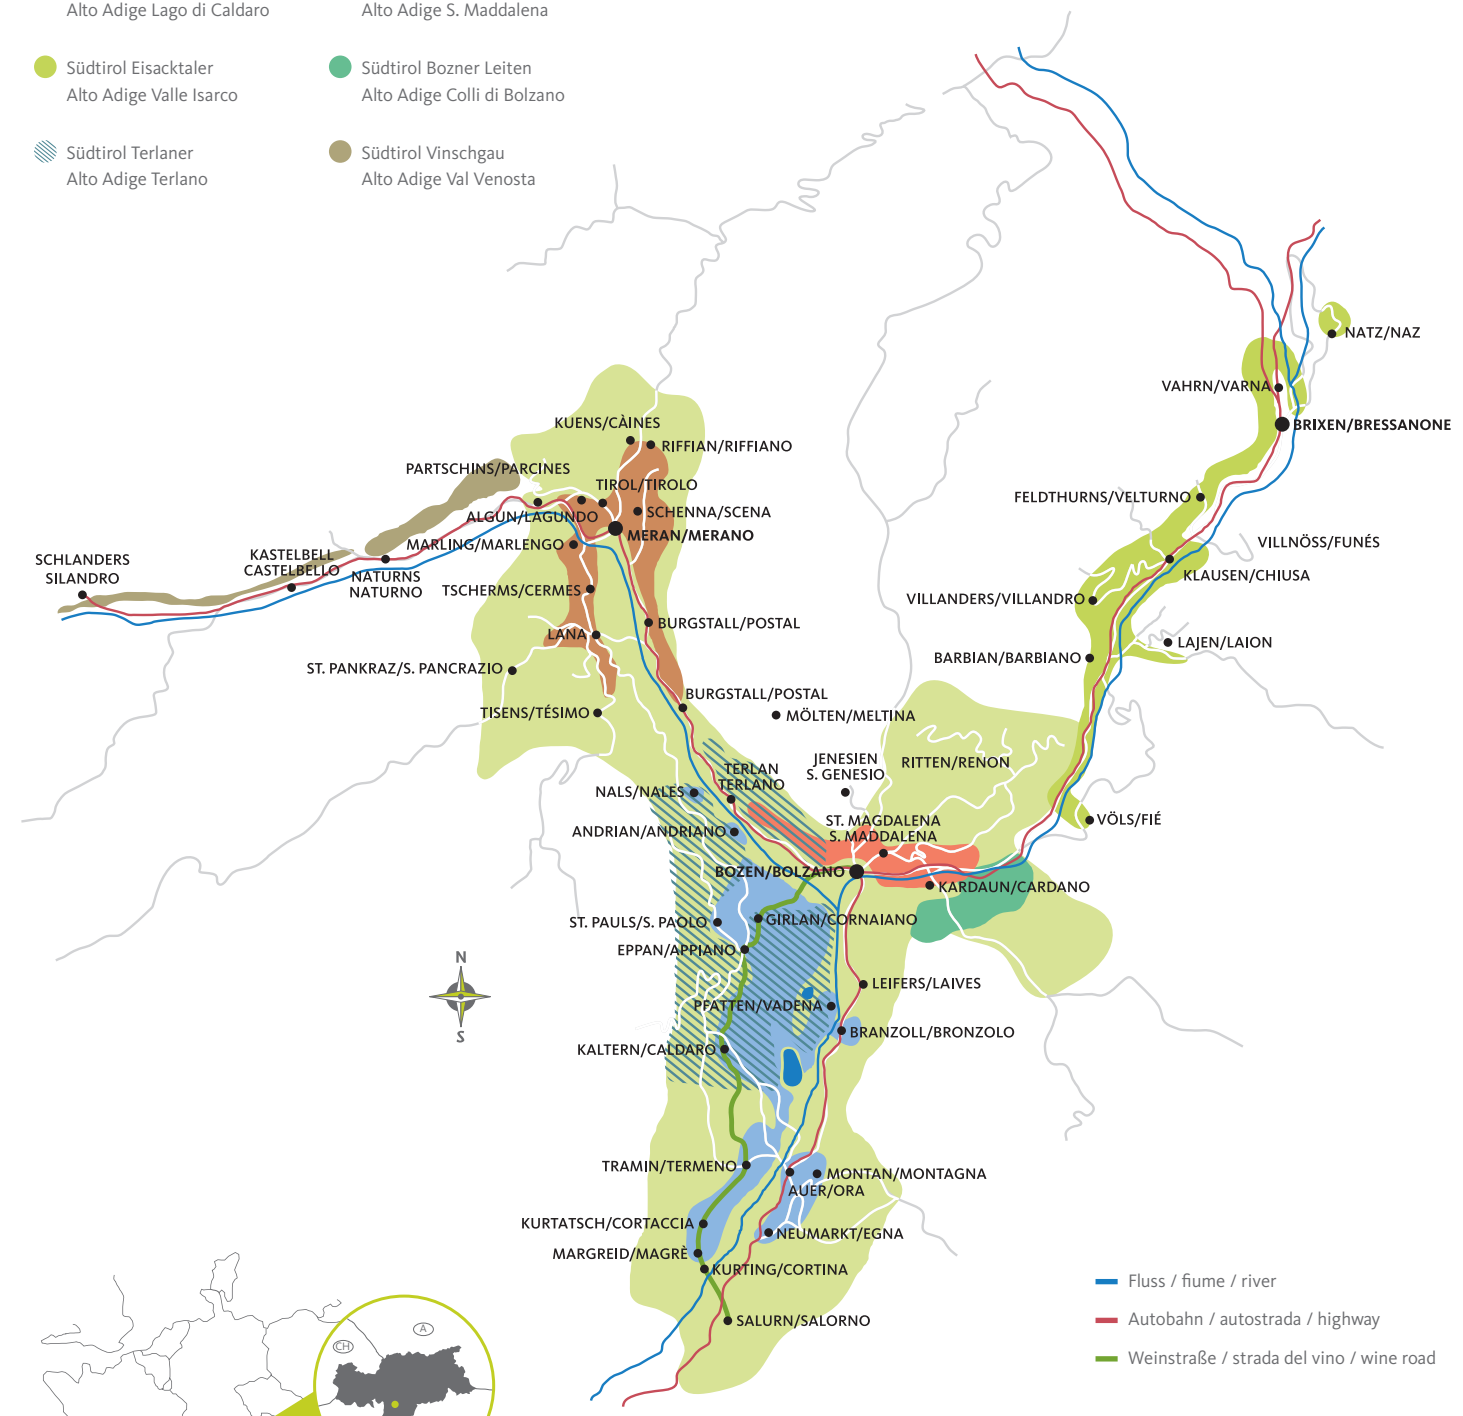 Alto Adige Lago di Caldaro
Alto Adige S. Maddalena
Südtirol Eisacktaler
Alto Adige Valle Isarco
Südtirol Bozner Leiten
Alto Adige Colli di Bolzano
Südtirol Terlaner
Alto Adige Terlano
Südtirol Vinschgau
Alto Adige Val Venosta
NATZ/NAZ
VAHRN/VARNA
BRIXEN/BRESSANONE
KUENS/CÀINES
RIFFIAN/RIFFIANO
PARTSCHINS/PARCINES
TIROL/TIROLO
FELDTHURNS/VELTURNO
ALGUN/LAGUNDO
SCHENNA/SCENA
MERAN/MERANO
MARLING/MARLENGO
VILLNÖSS/FUNÉS
SCHLANDERS
SILANDRO
KASTELBELL
CASTELBELLO
NATURNS
NATURNO
KLAUSEN/CHIUSA
TSCHERMS/CERMES
VILLANDERS/VILLANDRO
BURGSTALL/POSTAL
LANA
LAJEN/LAION
BARBIAN/BARBIANO
ST. PANKRAZ/S. PANCRAZIO
BURGSTALL/POSTAL
TISENS/TÉSIMO
MÖLTEN/MELTINA
JENESIEN
S. GENESIO
RITTEN/RENON
TERLAN
TERLANO
NALS/NALES
ST. MAGDALENA
S. MADDALENA
VÖLS/FIÉ
ANDRIAN/ANDRIANO
BOZEN/BOLZANO
KARDAUN/CARDANO
ST. PAULS/S. PAOLO
GIRLAN/CORNAIANO
EPPAN/APPIANO
N
S
LEIFERS/LAIVES
PFATTEN/VADENA
BRANZOLL/BRONZOLO
KALTERN/CALDARO
TRAMIN/TERMENO
MONTAN/MONTAGNA
AUER/ORA
KURTATSCH/CORTACCIA
NEUMARKT/EGNA
MARGREID/MAGRÈ
KURTING/CORTINA
SALURN/SALORNO
Fluss / fiume / river
Autobahn / autostrada / highway
Weinstraße / strada del vino / wine road
A
CH